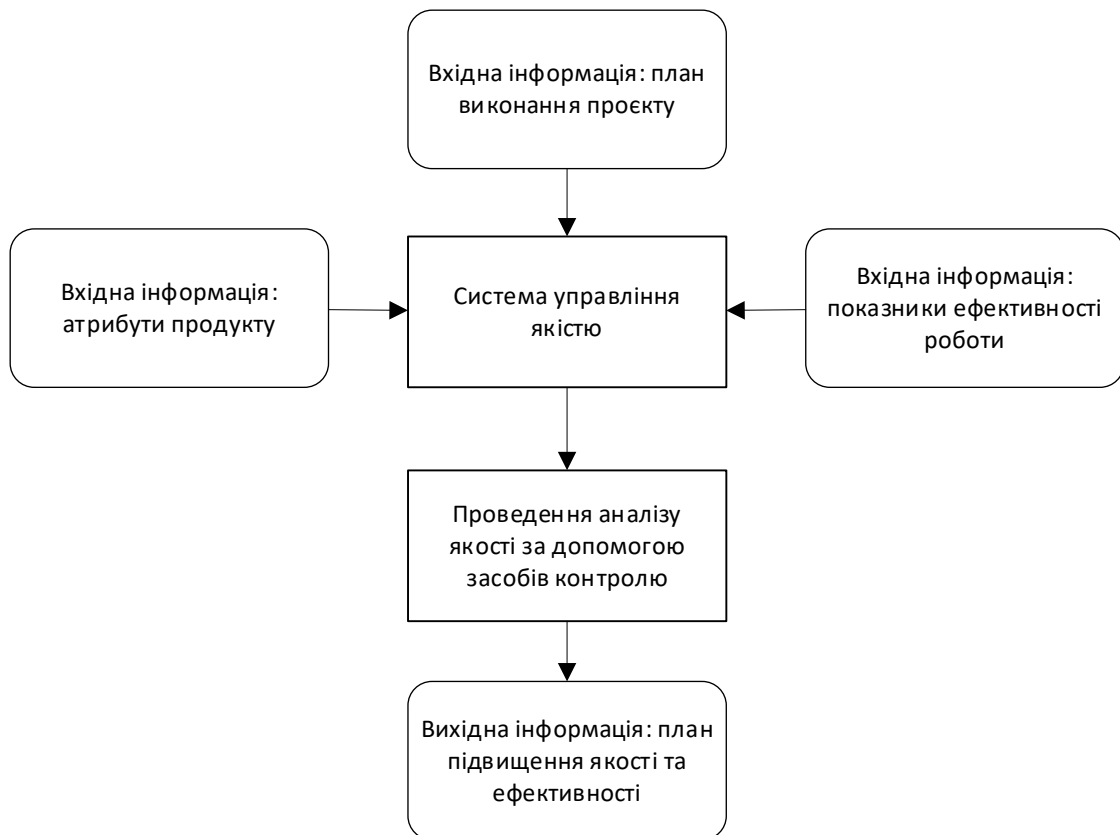 Вхідна інформація: план
виконання проєкту
Вхідна інформація:
атрибути продукту
Система управління
якістю
Вхідна інформація:
показники ефективності
роботи
Проведення аналізу
якості за допомогою
засобів контролю
Вихідна інформація: план
підвищення якості та
ефективності